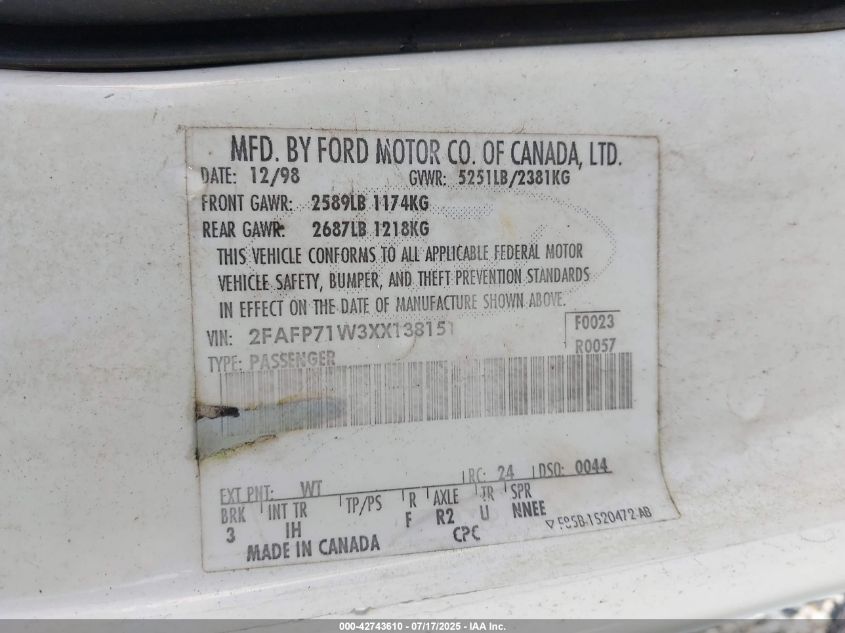 MFD. BY FORD MOTOR CO. OF CANADA, LTD.
DATE: 12/98 GVWR: 5251LB/2381KG
FRONT GAWR: 2589LB 1174KG
REAR GAWR: 2687LB 1218KG
THIS VEHICLE CONFORMS TO ALL APPLICABLE FEDERAL MOTOR
VEHICLE SAFETY, BUMPER, AND THEFT PREVENTION STANDARDS
IN EFFECT ON THE DATE OF MANUFACTURE SHOWN ABOVE.
VIN: 2FAFP71W3XX138151 F0023
TYPE: PASSENGER R0057
EXT PNT: WT RC: 24 DSO: 0044
BRK INT TR TP/PS R AXLE TR SPR
3 IH F R2 U NNEE
MADE IN CANADA CPC
000-42743610 - 07/17/2025 - IAA Inc.